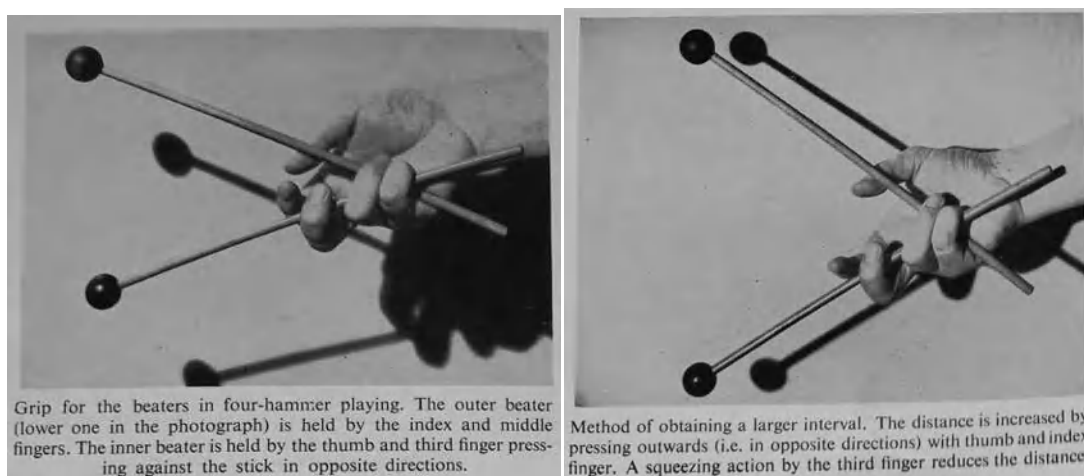 Grip for the beaters in four-hammer playing. The outer beater
(lower one in the photograph) is held by the index and middle
fingers. The inner beater is held by the thumb and third finger press-
ing against the stick in opposite directions.
Method of obtaining a larger interval. The distance is increased by
pressing outwards (i.e. in opposite directions) with thumb and index
finger. A squeezing action by the third finger reduces the distance